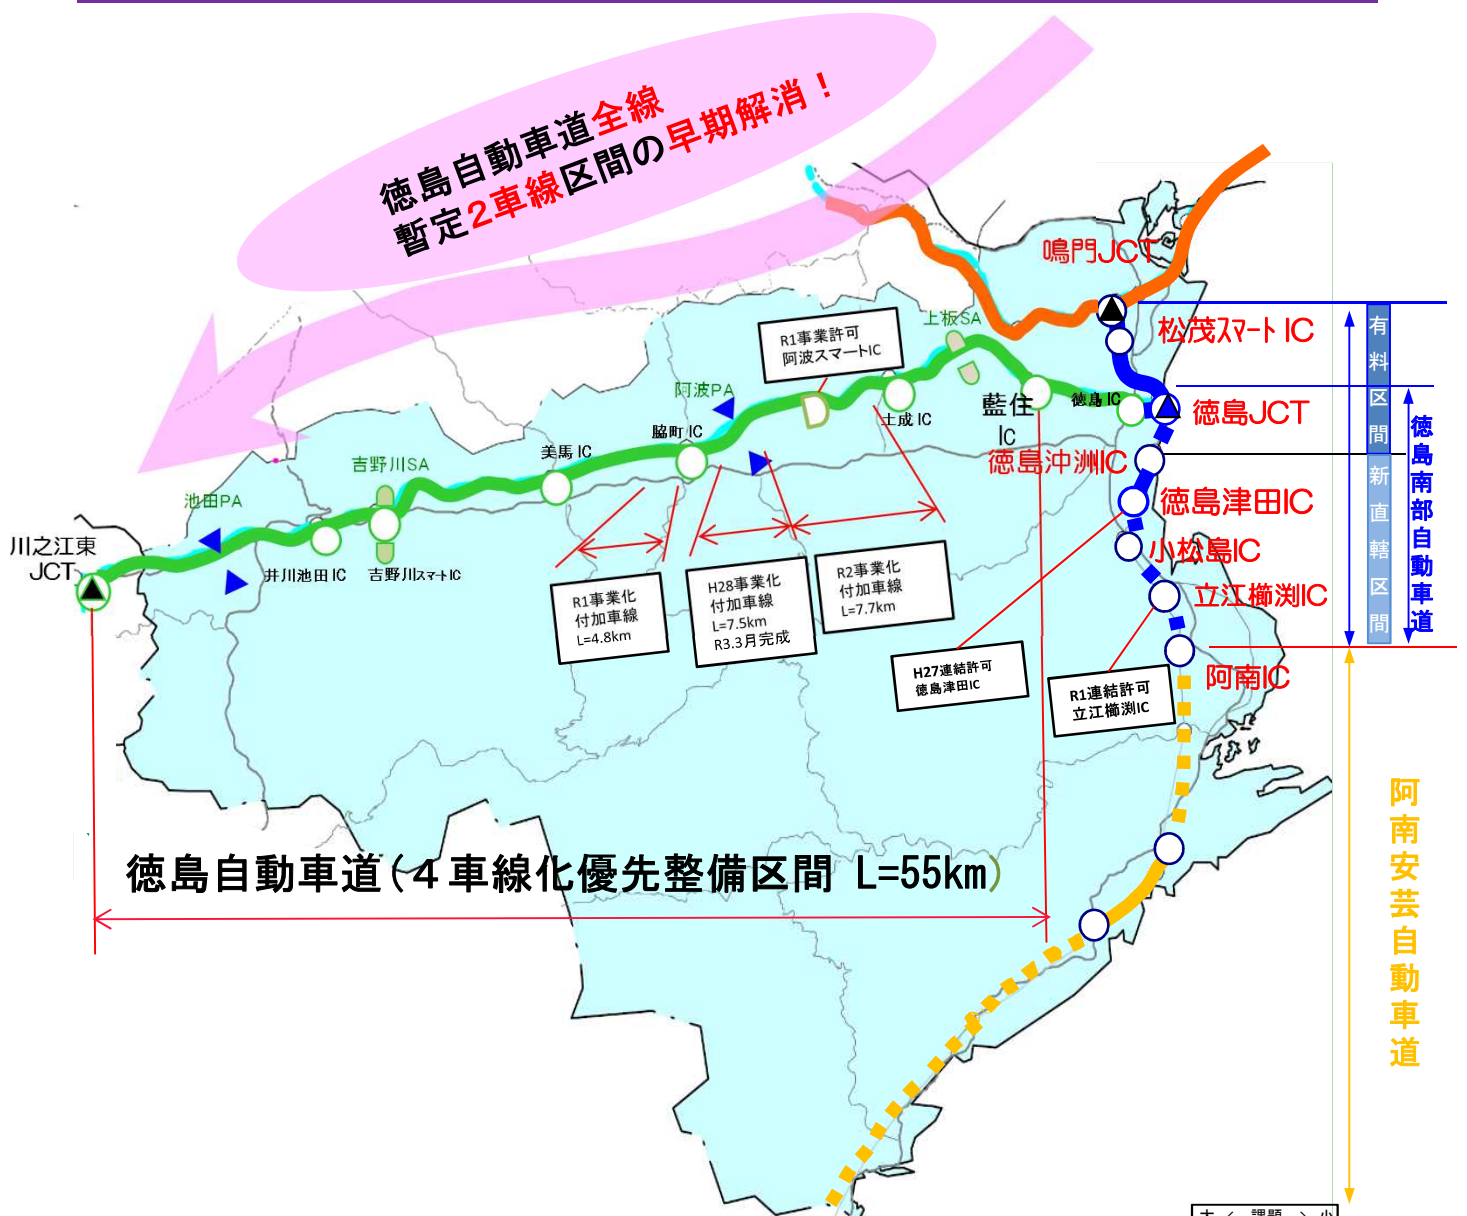 徳島自動車道全線
暫定２車線区間の早期解消！
鳴門JCT
松茂スマートIC
徳島JCT
徳島沖洲IC
徳島津田IC
小松島IC
立江櫛渕IC
阿南IC
有料区間
新直轄区間
徳島南部自動車道
阿南安芸自動車道
上板SA
R1事業許可
阿波スマートIC
阿波PA
藍住
IC
徳島IC
土成IC
脇町IC
美馬IC
吉野川SA
池田PA
川之江東
JCT
井川池田IC
吉野川スマートIC
R1事業化
付加車線
L=4.8km
H28事業化
付加車線
L=7.5km
R3.3月完成
R2事業化
付加車線
L=7.7km
H27連結許可
徳島津田IC
R1連結許可
立江櫛渕IC
徳島自動車道(４車線化優先整備区間 L=55km)